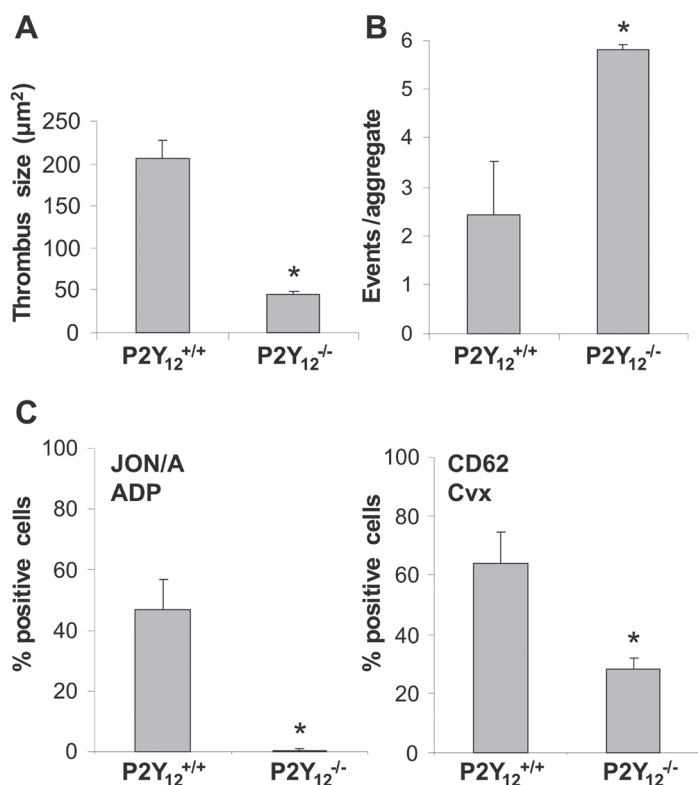 A
Thrombus size (μm²)
250
200
150
100
50
0
*
P2Y₁₂⁺/⁺
P2Y₁₂⁻/⁻
B
Events/aggregate
6
5
4
3
2
1
0
*
P2Y₁₂⁺/⁺
P2Y₁₂⁻/⁻
C
% positive cells
100
80
60
40
20
0
JON/A
ADP
*
P2Y₁₂⁺/⁺
P2Y₁₂⁻/⁻
% positive cells
100
80
60
40
20
0
CD62
Cvx
*
P2Y₁₂⁺/⁺
P2Y₁₂⁻/⁻